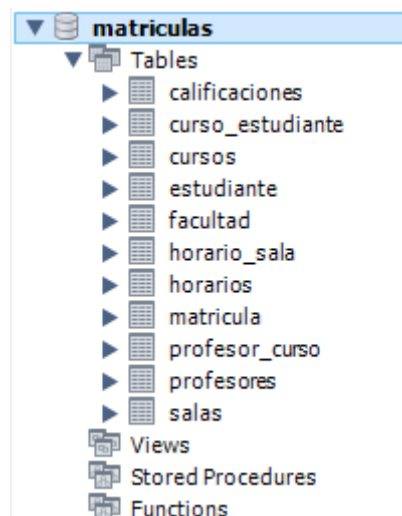 matriculas
Tables
calificaciones
curso_estudiante
cursos
estudiante
facultad
horario_sala
horarios
matricula
profesor_curso
profesores
salas
Views
Stored Procedures
Functions